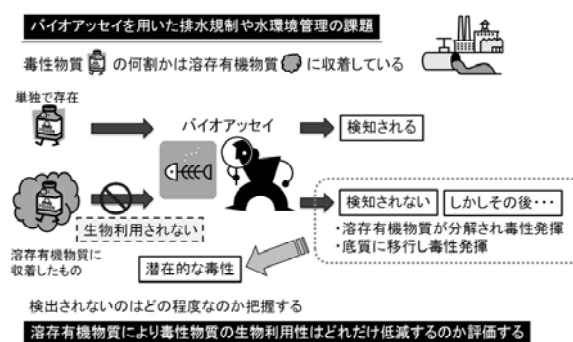 バイオアッセイを用いた排水規制や水環境管理の課題
毒性物質 の何割かは溶存有機物質 に収着している
単独で存在
バイオアッセイ
検知される
生物利用されない
検知されない
しかしその後・・・
・溶存有機物質が分解され毒性発揮
・底質に移行し毒性発揮
溶存有機物質に
収着したもの
潜在的な毒性
検出されないのはどの程度なのか把握する
溶存有機物質により毒性物質の生物利用性はどれだけ低減するのか評価する